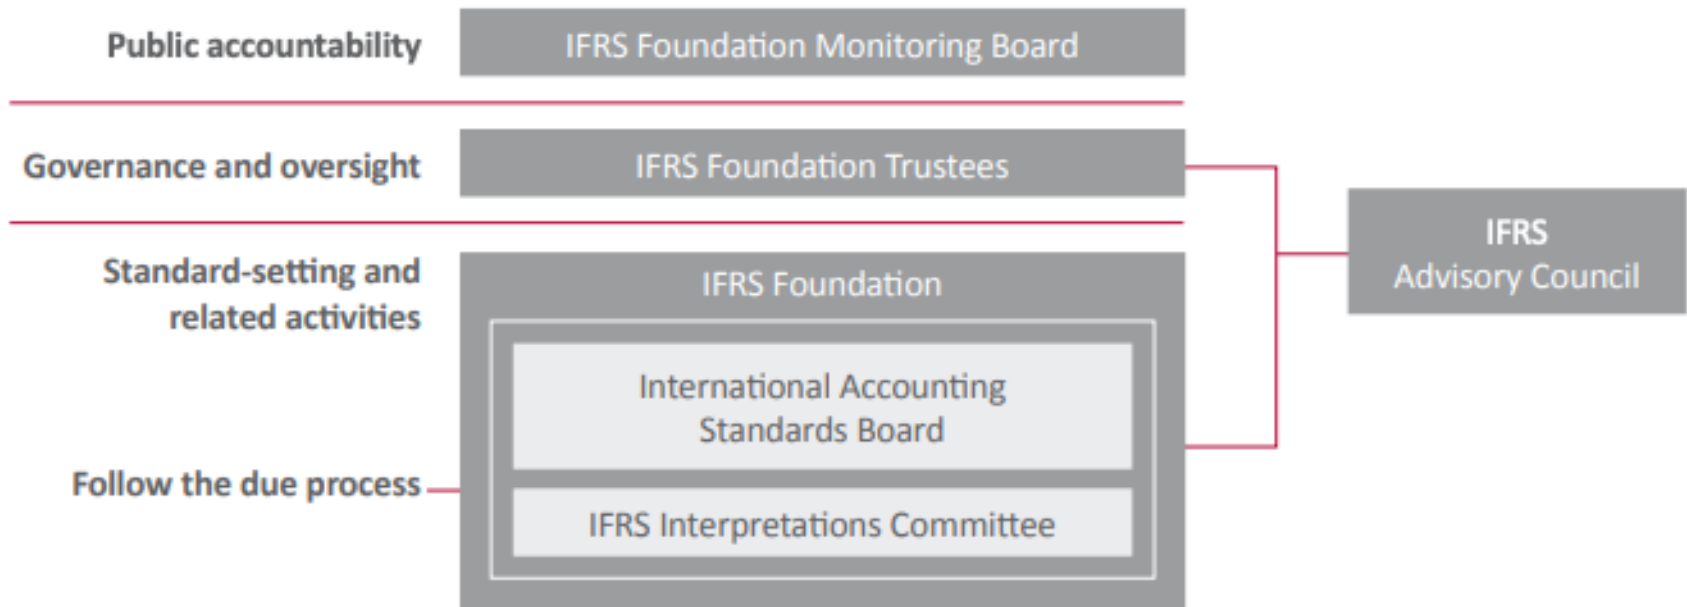 Public accountability
IFRS Foundation Monitoring Board
Governance and oversight
IFRS Foundation Trustees
IFRS
Advisory Council
Standard-setting and
related activities
IFRS Foundation
International Accounting
Standards Board
Follow the due process
IFRS Interpretations Committee